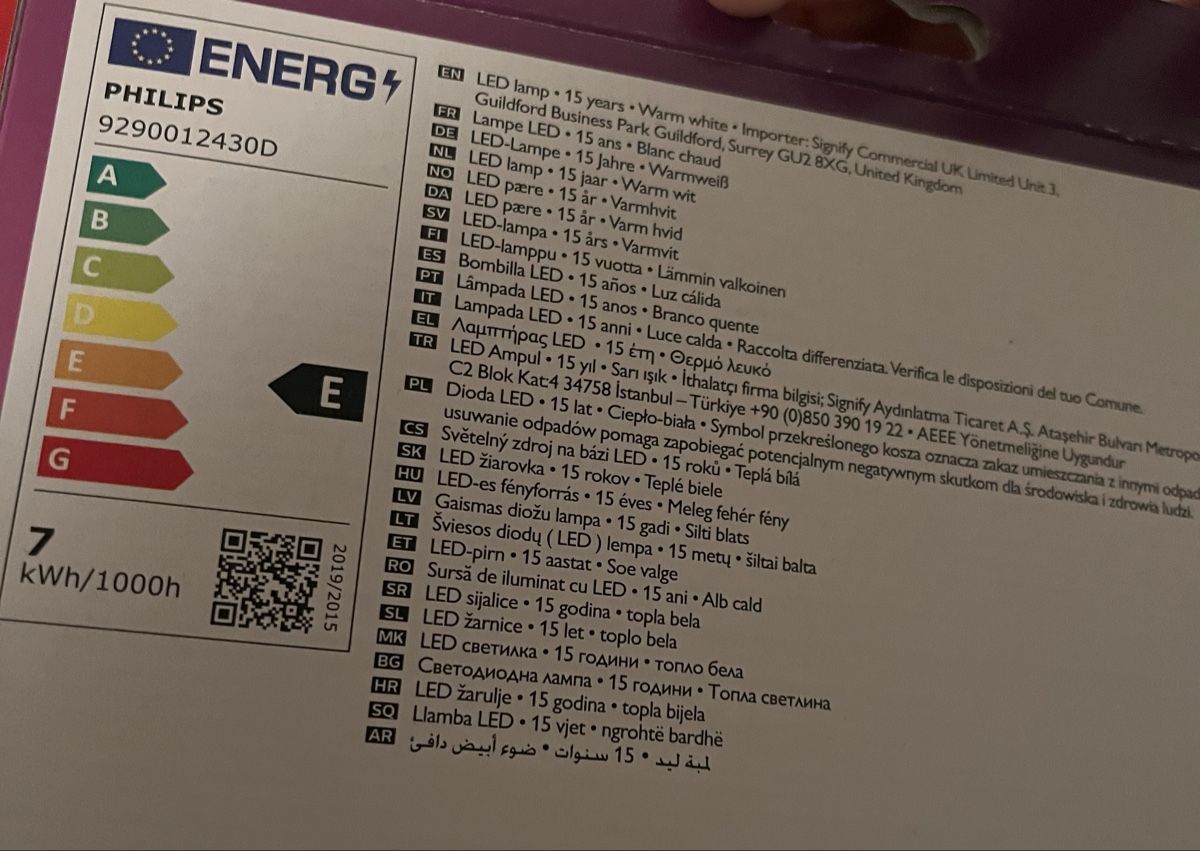 ENERG
PHILIPS
9290012430D
A
B
C
D
E
F
G
E
7
kWh/1000h
2019/2015
EN LED lamp • 15 years • Warm white • Importer: Signify Commercial UK Limited Unit 3,
Guildford Business Park Guildford, Surrey GU2 8XG, United Kingdom
FR Lampe LED • 15 ans • Blanc chaud
DE LED-Lampe • 15 Jahre • Warmweiß
NL LED lamp • 15 jaar • Warm wit
NO LED pære • 15 år • Varmhvit
DA LED pære • 15 år • Varm hvid
SV LED-lampa • 15 års • Varmvit
FI LED-lamppu • 15 vuotta • Lämmin valkoinen
ES Bombilla LED • 15 años • Luz cálida
PT Lâmpada LED • 15 anos • Branco quente
IT Lampada LED • 15 anni • Luce calda • Raccolta differenziata. Verifica le disposizioni del tuo Comune.
EL Λαμπτήρας LED • 15 έτη • Θερμό λευκό
TR LED Ampul • 15 yıl • Sarı ışık • İthalatçı firma bilgisi; Signify Aydınlatma Ticaret A.Ş. Ataşehir Bulvarı Metropo
C2 Blok Kat:4 34758 İstanbul – Türkiye +90 (0)850 390 19 22 • AEEE Yönetmeliğine Uygundur
PL Dioda LED • 15 lat • Ciepło-biała • Symbol przekreślonego kosza oznacza zakaz umieszczania z innymi odpad
usuwanie odpadów pomaga zapobiegać potencjalnym negatywnym skutkom dla środowiska i zdrowia ludzi.
CS Světelný zdroj na bázi LED • 15 roků • Teplá bílá
SK LED žiarovka • 15 rokov • Teplé biele
HU LED-es fényforrás • 15 éves • Meleg fehér fény
LV Gaismas diožu lampa • 15 gadi • Silti blats
LT Šviesos diodų ( LED ) lempa • 15 metų • šiltai balta
ET LED-pirn • 15 aastat • Soe valge
RO Sursă de iluminat cu LED • 15 ani • Alb cald
SR LED sijalice • 15 godina • topla bela
SL LED žarnice • 15 let • toplo bela
MK LED светилка • 15 години • топло бела
BG Светодиодна лампа • 15 години • Топла светлина
HR LED žarulje • 15 godina • topla bijela
SQ Llamba LED • 15 vjet • ngrohtë bardhë
AR لمبة ليد • 15 سنوات • ضوء أبيض دافئ